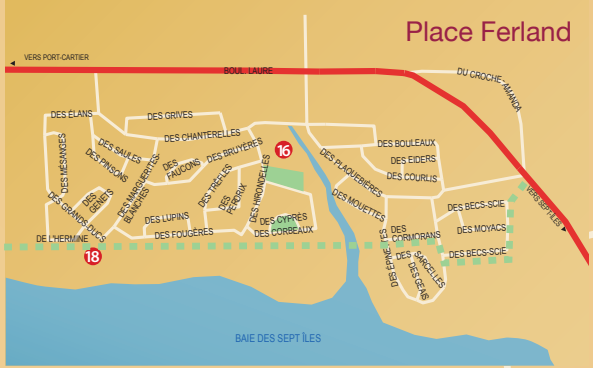 Place Ferland
VERS PORT-CARTIER
BOUL. LAURE
DU CROCHE-AMANDA
DES ÉLANS
DES GRIVES
DES CHANTERELLES
DES MÉSANGES
DES SAULES
DES PINSONS
DES MARGUERITES
BLANCHES
DES
FAUCONS
DES BRUYÈRES
16
DES PLAQUEBIÈRES
DES BOULEAUX
DES EIDERS
DES COURLIS
DES
GENETS
DES GRANDS-DUCS
DES TRÈFLES
DES
PERDRIX
DES HIRONDELLES
DES MOUETTES
DES LUPINS
DES FOUGÈRES
DES CYPRÈS
DES CORBEAUX
DES BECS-SCIE
DES MOYACS
DES BECS-SCIE
VERS SEPT-ÎLES
DE L'HERMINE
18
DES ÉPINETTES
DES
CORMORANS
DES SARCELLES
DES GEAIS
BAIE DES SEPT ÎLES